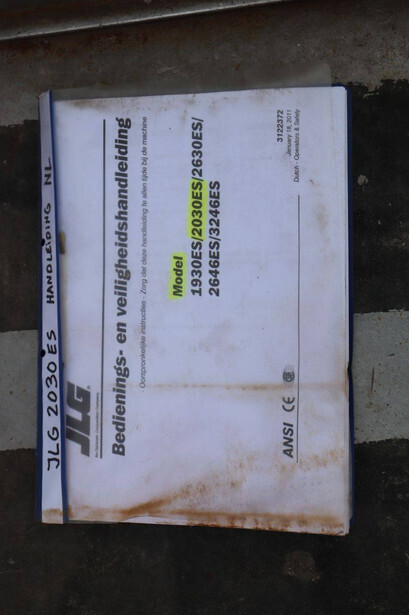 JLG 2030 ES HANDLEIDING NL
JLG
Bedienings- en veiligheidshandleiding
Oorspronkelijke instructies - Zorg dat deze handleiding te allen tijde bij de machine
Model
1930ES/2030ES/2630ES/
2646ES/3246ES
ANSI CE
3122372
January 18, 2011
Dutch - Operators & Safety